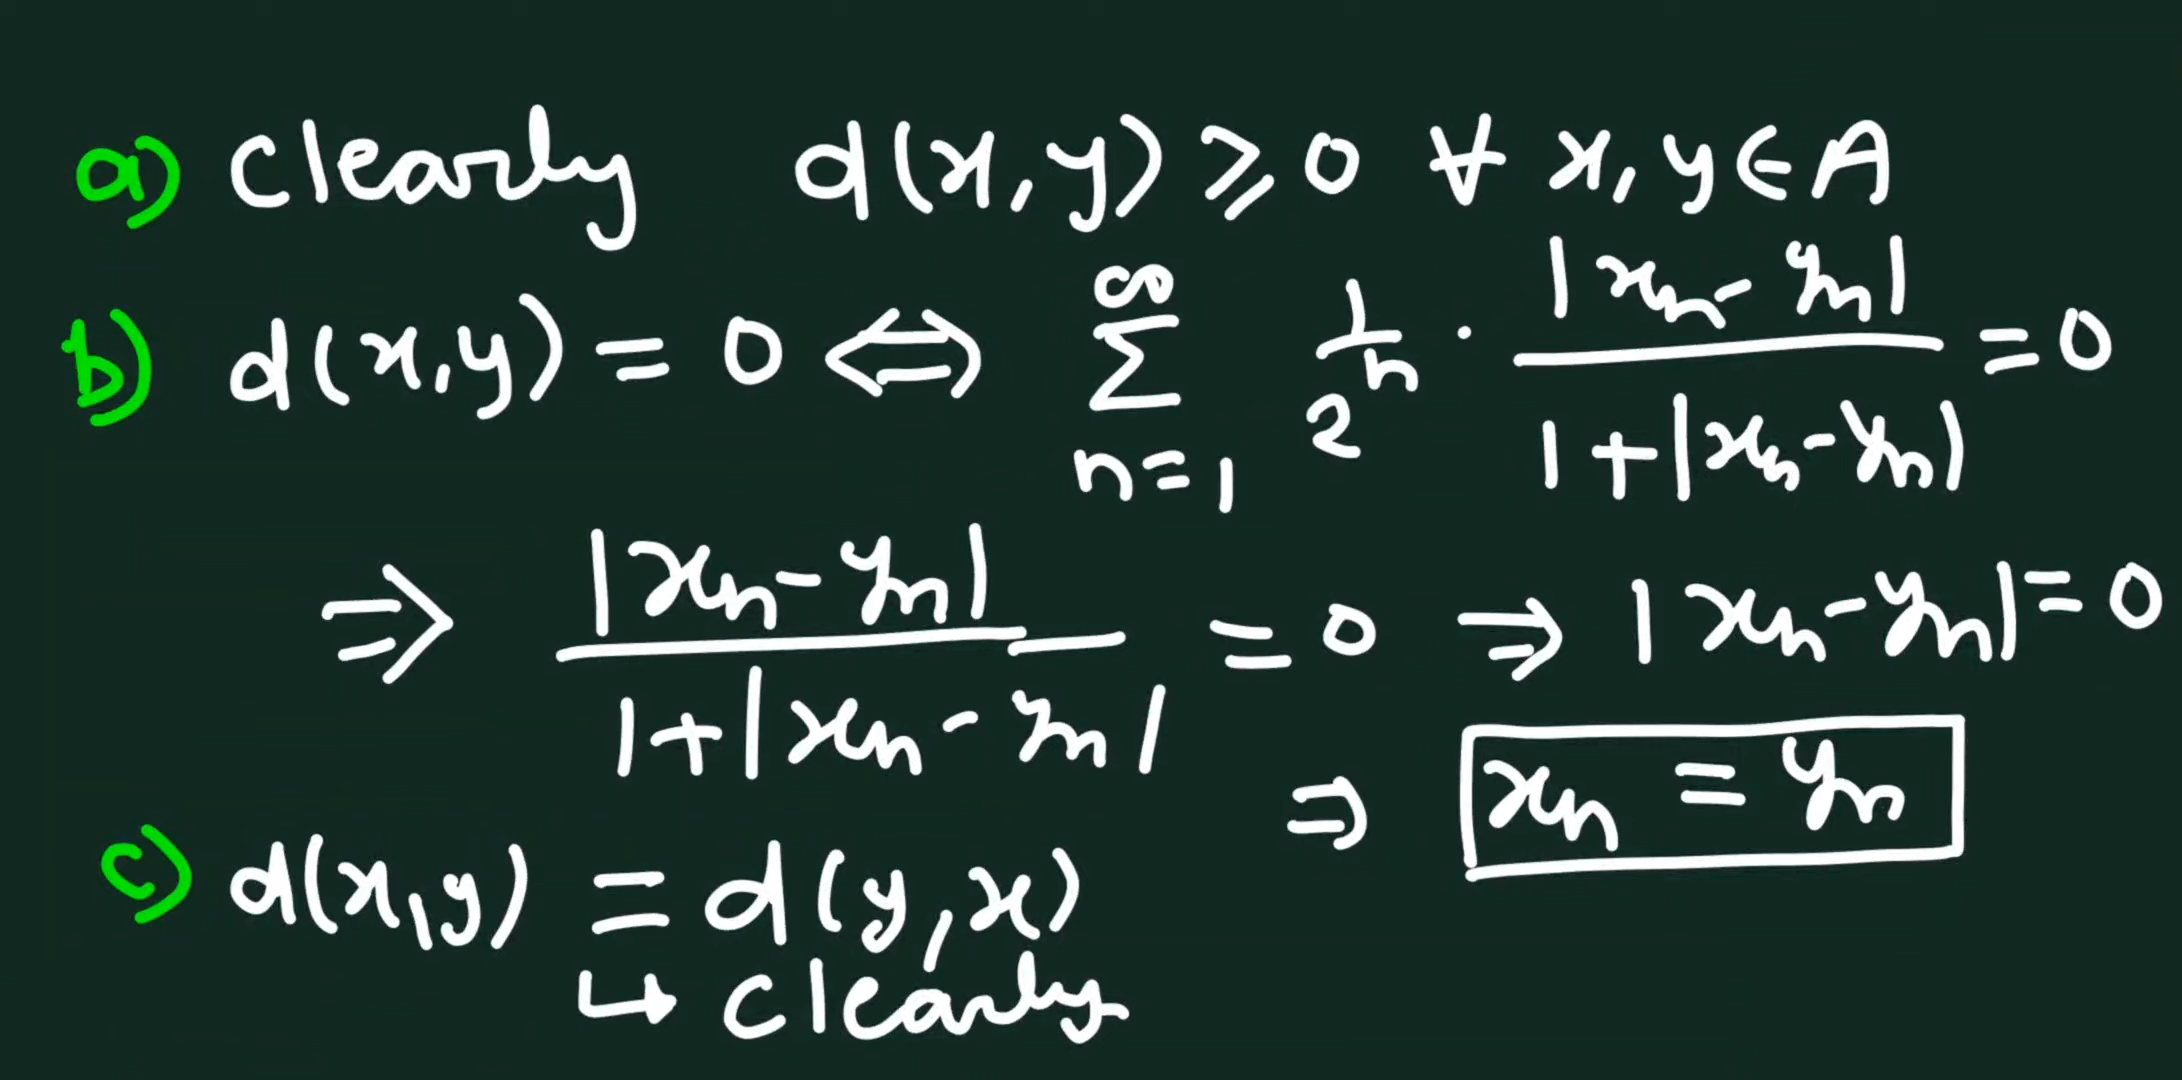 a) clearly d(x,y) ⩾ 0 ∀ x, y ∈ A
b) d(x,y) = 0 ⇔ ∑_{n=1}^{∞} 1/2^n · |x_n - y_n| / (1+|x_n - y_n|) = 0
⇒ |x_n - y_n| / (1+|x_n - y_n|) = 0 ⇒ |x_n - y_n| = 0
⇒ x_n = y_n
c) d(x,y) = d(y,x)
↳ clearly